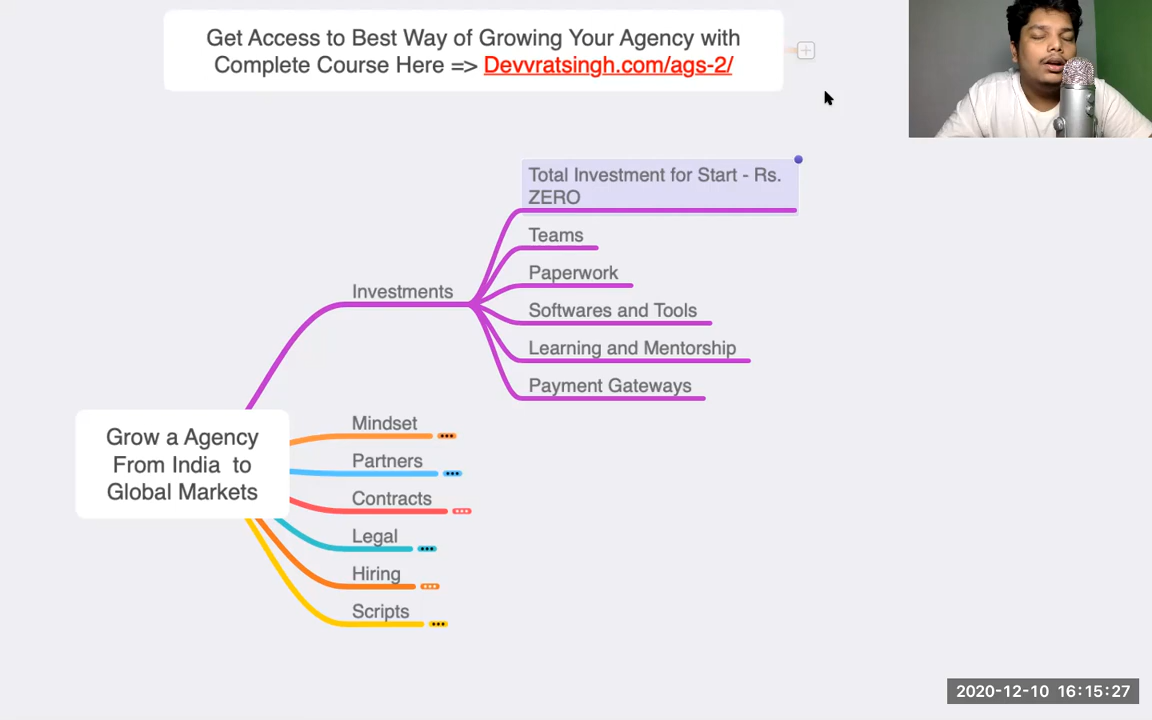 Get Access to Best Way of Growing Your Agency with
Complete Course Here => Devvratsingh.com/ags-2/
Total Investment for Start - Rs.
ZERO
Teams
Paperwork
Investments
Softwares and Tools
Learning and Mentorship
Payment Gateways
Grow a Agency
From India to
Global Markets
Mindset
Partners
Contracts
Legal
Hiring
Scripts
2020-12-10 16:15:27